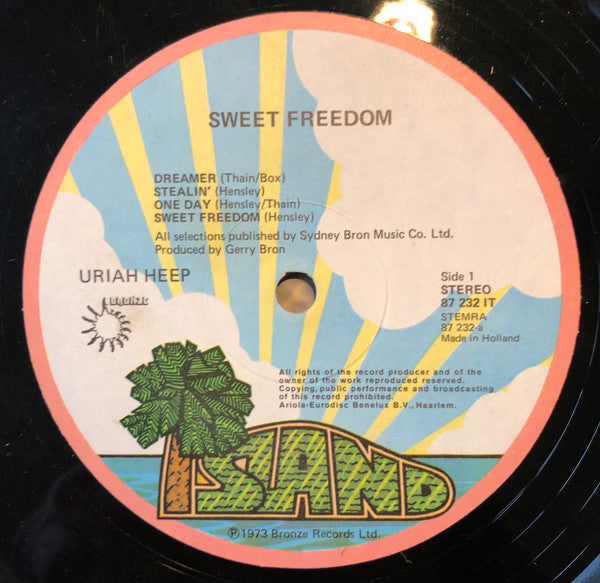 SWEET FREEDOM
DREAMER (Thain/Box)
STEALIN' (Hensley)
ONE DAY (Hensley/Thain)
SWEET FREEDOM (Hensley)
All selections published by Sydney Bron Music Co. Ltd.
Produced by Gerry Bron
URIAH HEEP
BRONZE
Side 1
STEREO
87 232 IT
STEMRA
87 232-a
Made in Holland
All rights of the record producer and of the
owner of the work reproduced reserved.
Copying, public performance and broadcasting
of this record prohibited.
Ariola-Eurodisc Benelux B.V., Haarlem.
ISLAND
℗1973 Bronze Records Ltd.